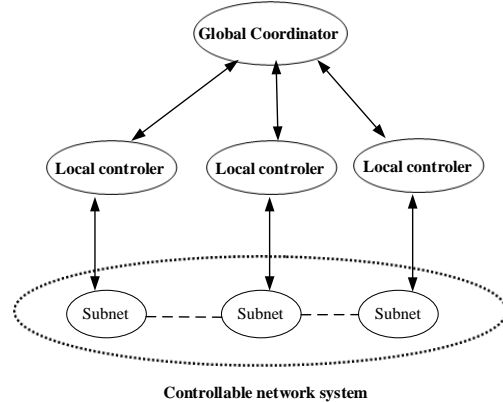 Global Coordinator
Local controler
Local controler
Local controler
Subnet
Subnet
Subnet
Controllable network system